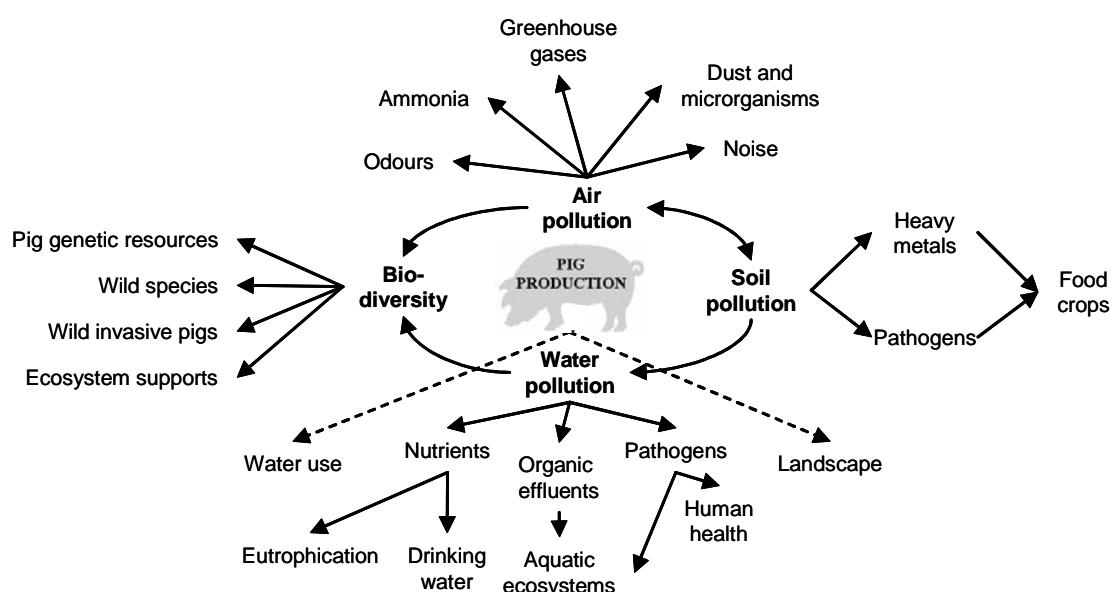 Greenhouse
gases
Dust and
microrganisms
Ammonia
Noise
Odours
Air
pollution
Heavy
metals
Pig genetic resources
PIG
PRODUCTION
Bio-
diversity
Soil
pollution
Food
crops
Wild species
Wild invasive pigs
Pathogens
Ecosystem supports
Water
pollution
Water use
Nutrients
Organic
effluents
Pathogens
Landscape
Human
health
Eutrophication
Drinking
water
Aquatic
ecosystems